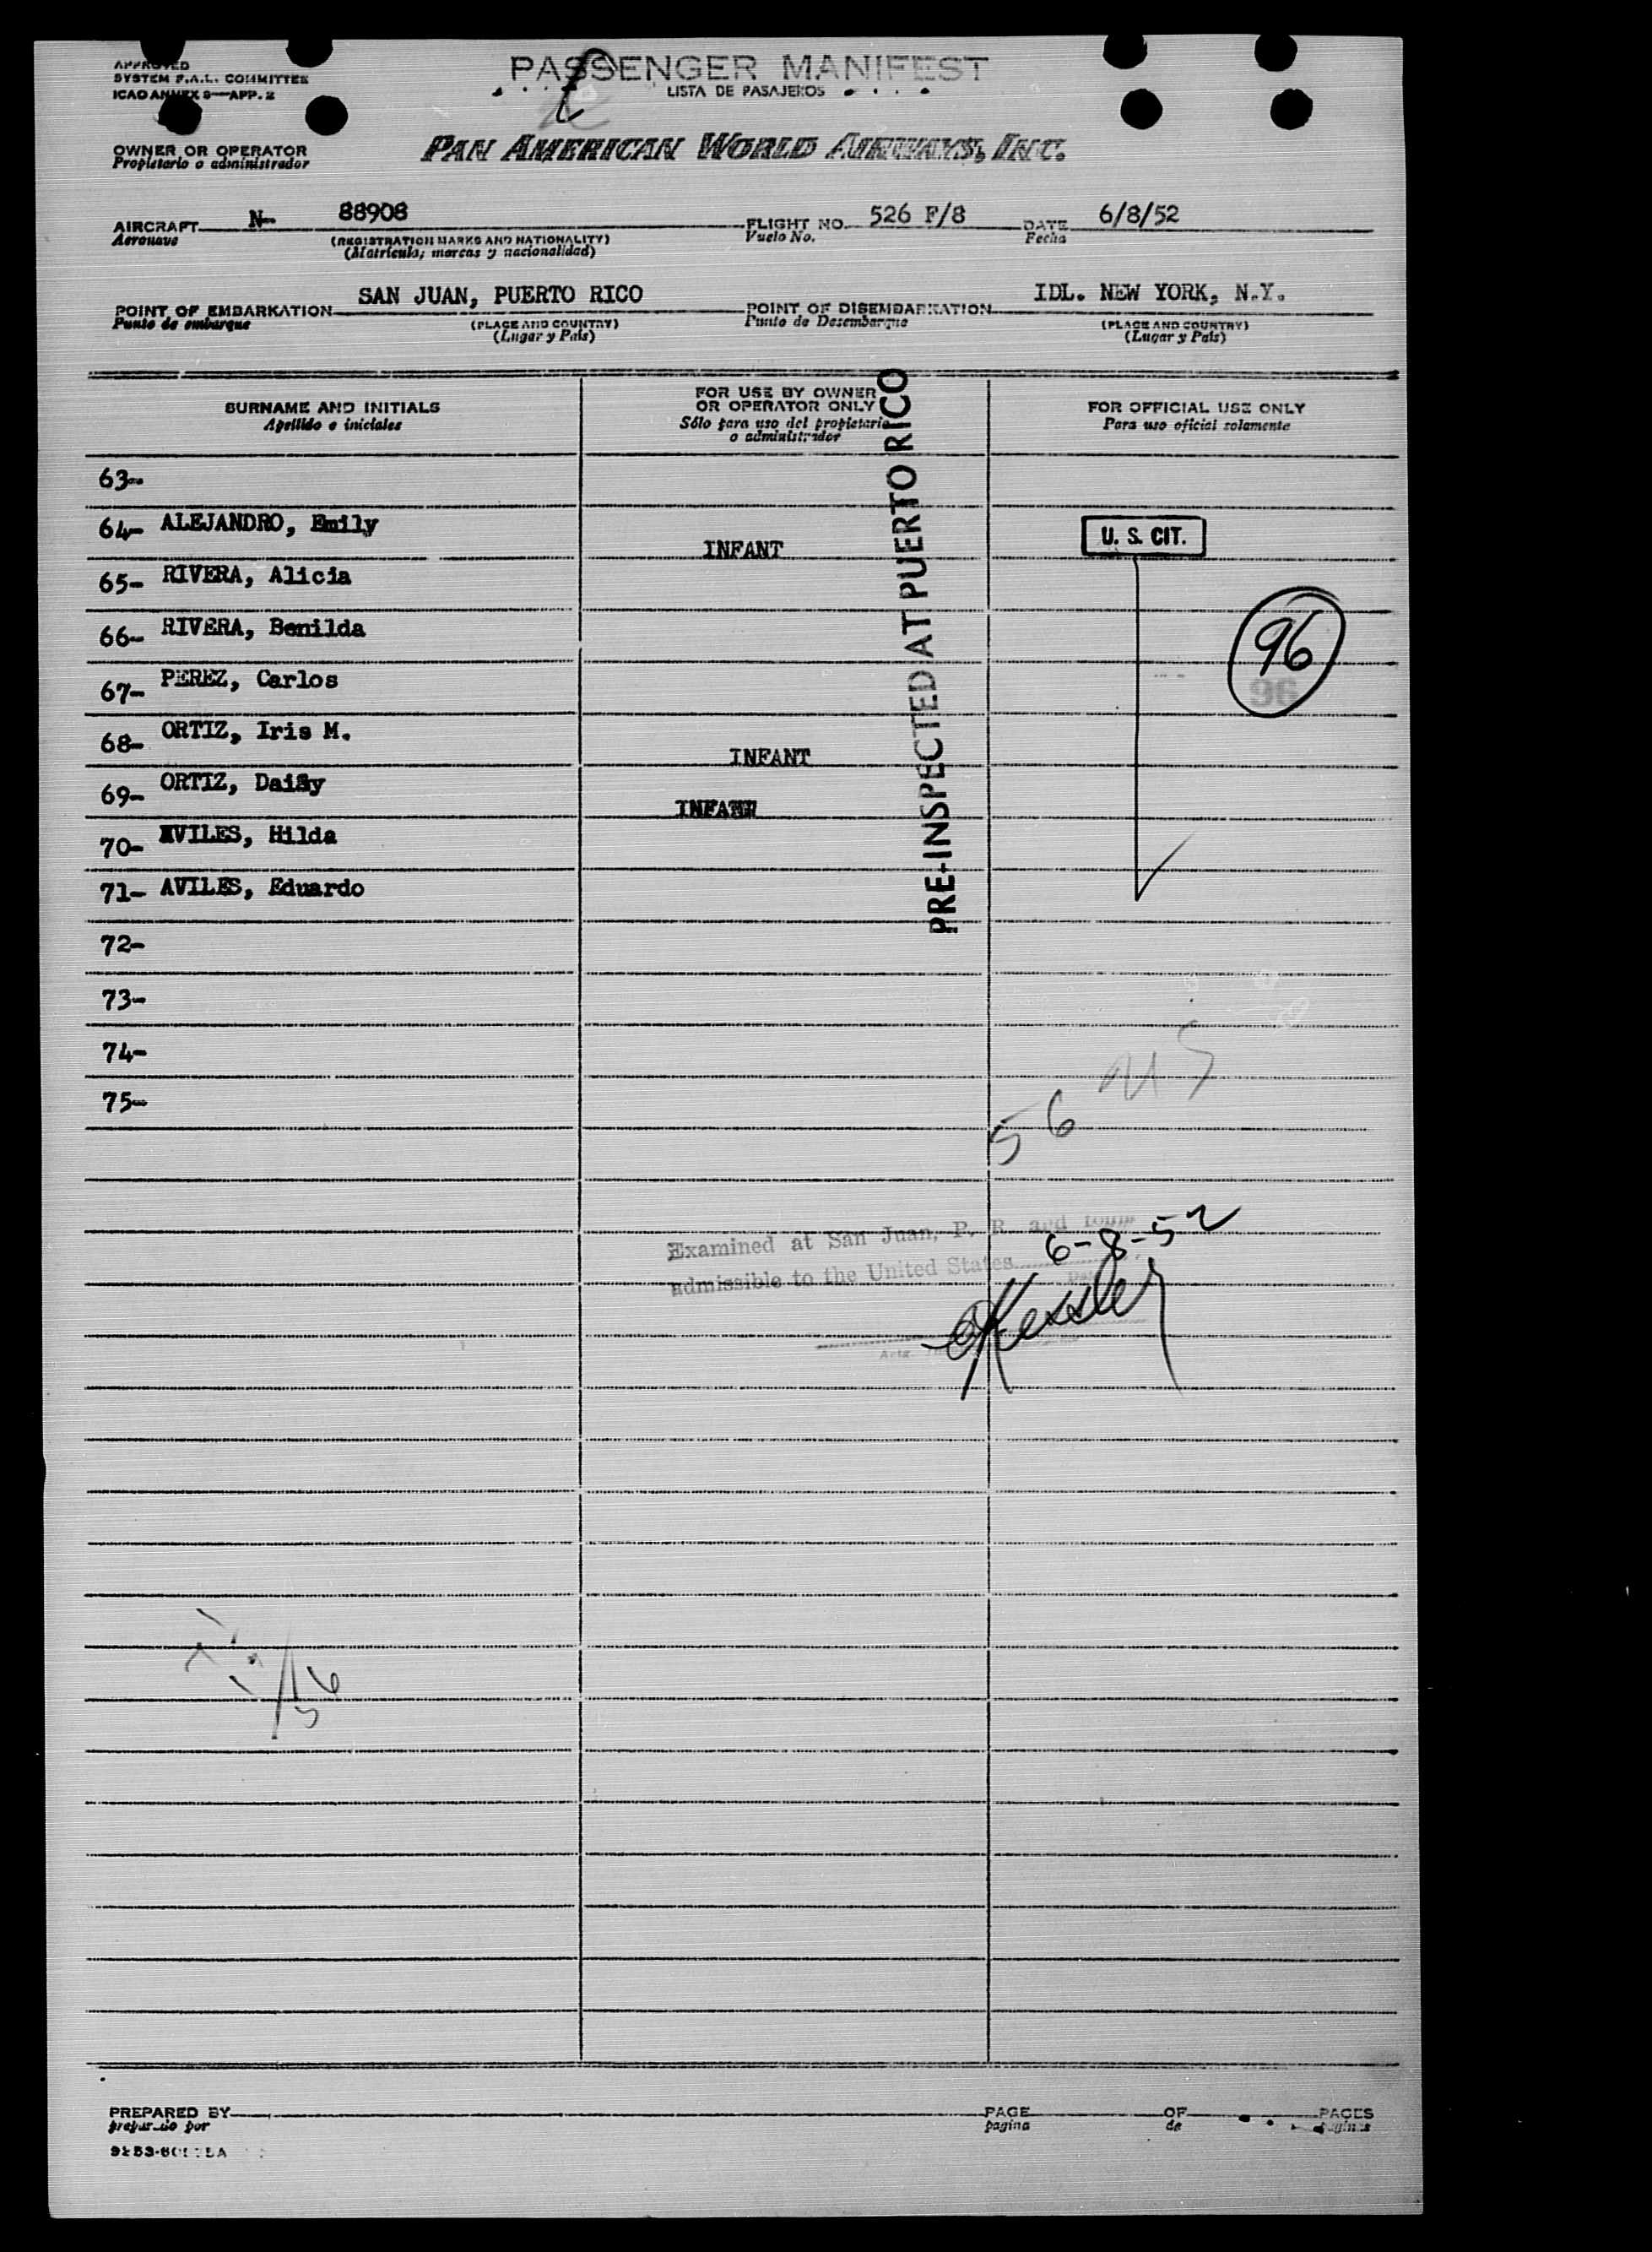 APPROVED
SYSTEM F.A.L. COMMITTEE
ICAO ANNEX 9—APP. 2
PASSENGER MANIFEST
LISTA DE PASAJEROS
OWNER OR OPERATOR
Propietario o administrador
PAN AMERICAN WORLD AIRWAYS, INC.
AIRCRAFT N- 88908 FLIGHT NO. 526 F/8 DATE 6/8/52
Aeronave (REGISTRATION MARKS AND NATIONALITY) Vuelo No. Fecha
(Matricula; marcas y nacionalidad)
POINT OF EMBARKATION SAN JUAN, PUERTO RICO POINT OF DISEMBARKATION IDL. NEW YORK, N.Y.
Punto de embarque (PLACE AND COUNTRY) Punto de Desembarque (PLACE AND COUNTRY)
(Lugar y País) (Lugar y País)
SURNAME AND INITIALS
Apellido e iniciales
FOR USE BY OWNER
OR OPERATOR ONLY
Sólo para uso del propietario
o administrador
FOR OFFICIAL USE ONLY
Para uso oficial solamente
PRE-INSPECTED AT PUERTO RICO
63-
64- ALEJANDRO, Emily INFANT U. S. CIT.
65- RIVERA, Alicia
66- RIVERA, Benilda 96
96
67- PEREZ, Carlos
68- ORTIZ, Iris M. INFANT
69- ORTIZ, Daisy INFANT
70- AVILES, Hilda
71- AVILES, Eduardo
72-
73-
74-
75-
56 US
Examined at San Juan, P. R. and found
admissible to the United States 6-8-52
Kessler
56
PREPARED BY PAGE OF PAGES
preparado por pagina de paginas